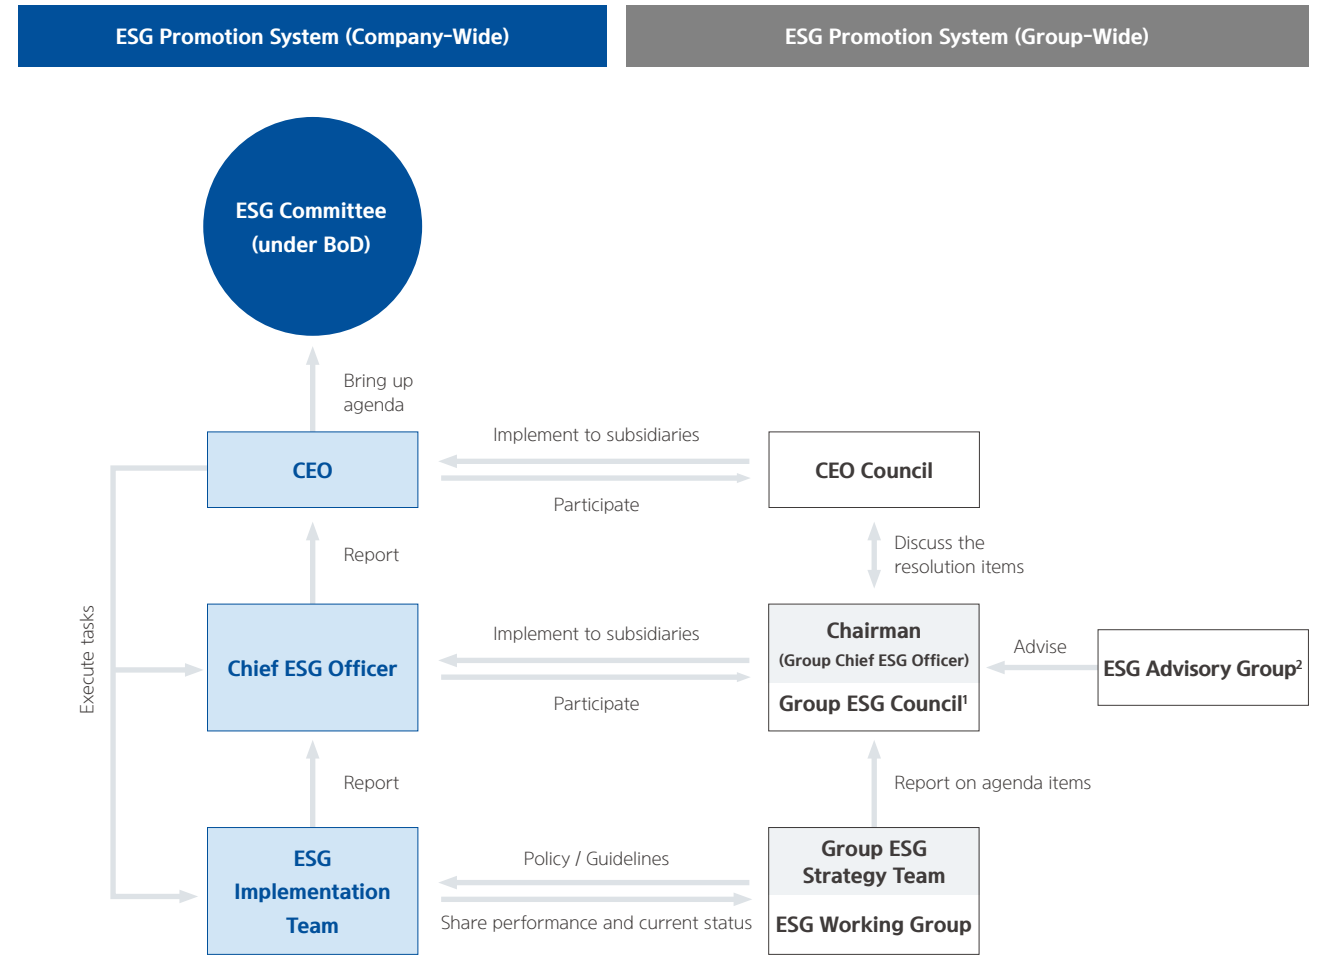 ESG Promotion System (Company-Wide)
ESG Promotion System (Group-Wide)
ESG Committee
(under BoD)
Bring up
agenda
Implement to subsidiaries
CEO
CEO Council
Participate
Report
Discuss the
resolution items
Execute tasks
Implement to subsidiaries
Chief ESG Officer
Chairman
(Group Chief ESG Officer)
Group ESG Council¹
Advise
ESG Advisory Group²
Participate
Report
Report on agenda items
ESG
Implementation
Team
Policy / Guidelines
Share performance and current status
Group ESG
Strategy Team
ESG Working Group